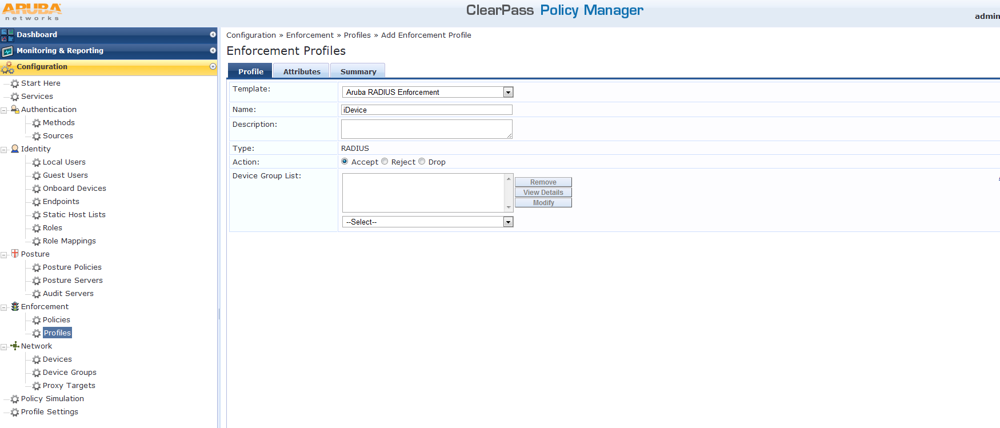 ARUBA
networks
ClearPass Policy Manager
admin
Dashboard
Monitoring & Reporting
Configuration
Start Here
Services
Authentication
Methods
Sources
Identity
Local Users
Guest Users
Onboard Devices
Endpoints
Static Host Lists
Roles
Role Mappings
Posture
Posture Policies
Posture Servers
Audit Servers
Enforcement
Policies
Profiles
Network
Devices
Device Groups
Proxy Targets
Policy Simulation
Profile Settings
Configuration » Enforcement » Profiles » Add Enforcement Profile
Enforcement Profiles
Profile Attributes Summary
Template: Aruba RADIUS Enforcement
Name: iDevice
Description:
Type: RADIUS
Action: Accept Reject Drop
Device Group List:
Remove
View Details
Modify
--Select--